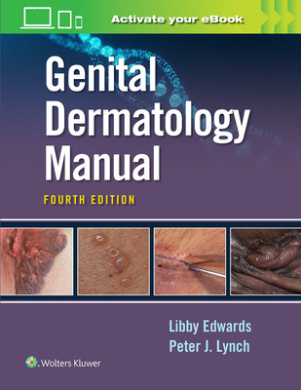 Activate your eBook
Genital
Dermatology
Manual
FOURTH EDITION
Libby Edwards
Peter J. Lynch
Wolters Kluwer